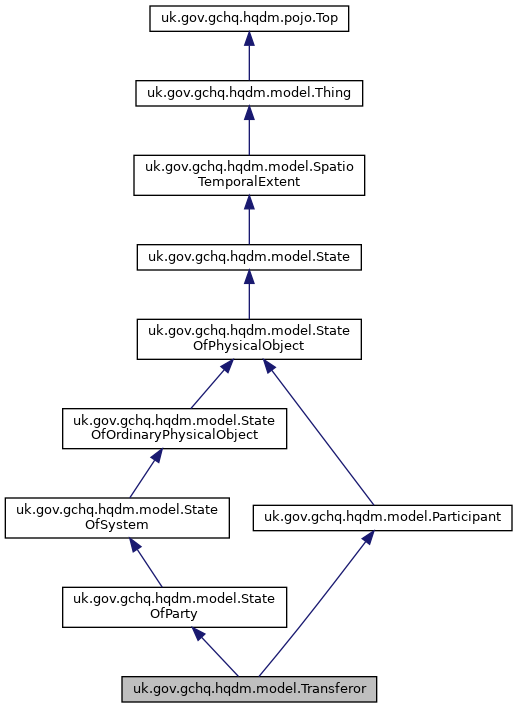 uk.gov.gchq.hqdm.pojo.Top
uk.gov.gchq.hqdm.model.Thing
uk.gov.gchq.hqdm.model.Spatio
TemporalExtent
uk.gov.gchq.hqdm.model.State
uk.gov.gchq.hqdm.model.State
OfPhysicalObject
uk.gov.gchq.hqdm.model.State
OfOrdinaryPhysicalObject
uk.gov.gchq.hqdm.model.State
OfSystem
uk.gov.gchq.hqdm.model.Participant
uk.gov.gchq.hqdm.model.State
OfParty
uk.gov.gchq.hqdm.model.Transferor